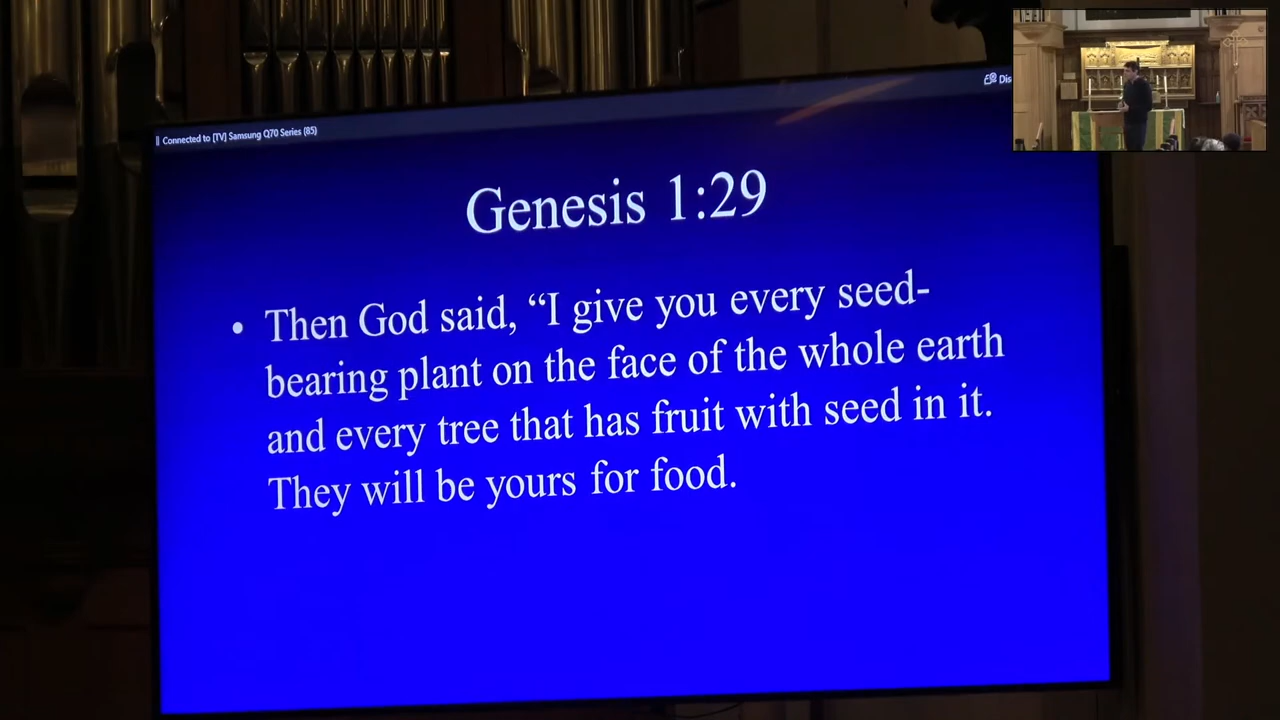 Connected to [TV] Samsung Q70 Series (85)
Dis
Genesis 1:29
• Then God said, “I give you every seed-
bearing plant on the face of the whole earth
and every tree that has fruit with seed in it.
They will be yours for food.